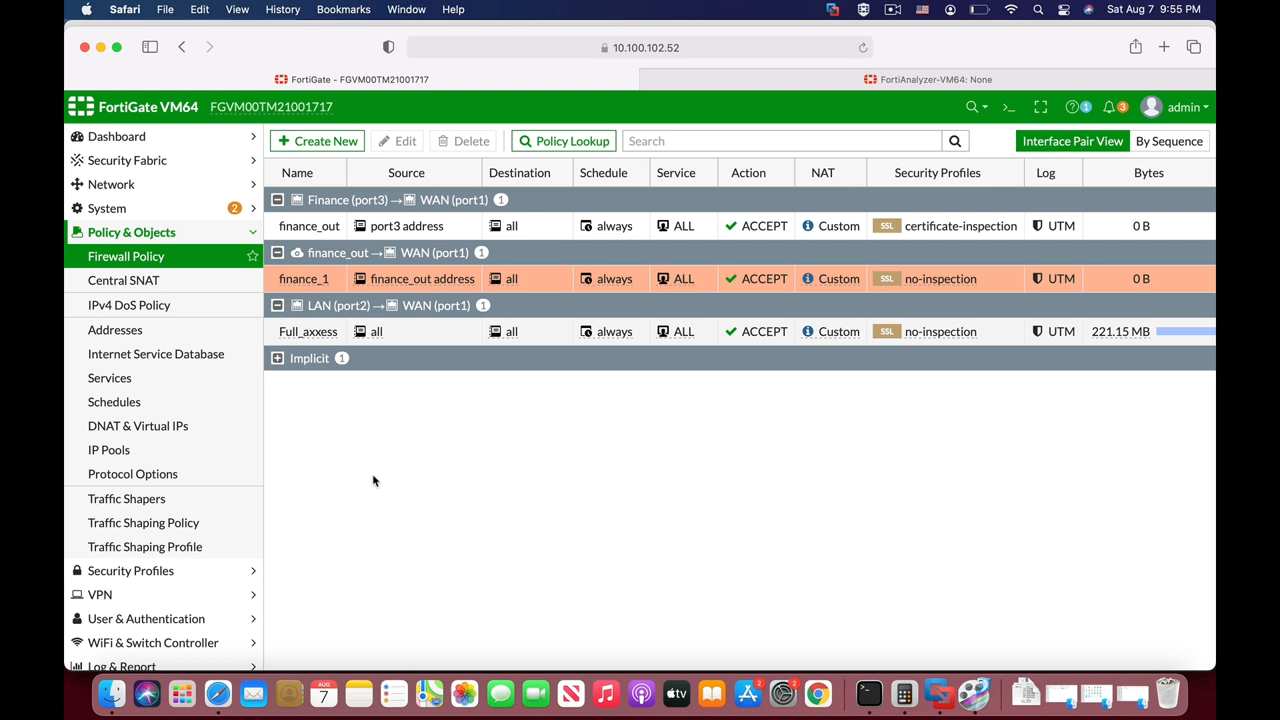 Safari File Edit View History Bookmarks Window Help Sat Aug 7 9:55 PM
10.100.102.52
FortiGate - FGVM00TM21001717 FortiAnalyzer-VM64: None
FortiGate VM64 FGVM00TM21001717 1 3 admin
Dashboard
Security Fabric
Network
System 2
Policy & Objects
Firewall Policy
Central SNAT
IPv4 DoS Policy
Addresses
Internet Service Database
Services
Schedules
DNAT & Virtual IPs
IP Pools
Protocol Options
Traffic Shapers
Traffic Shaping Policy
Traffic Shaping Profile
Security Profiles
VPN
User & Authentication
WiFi & Switch Controller
Log & Report
Create New Edit Delete Policy Lookup Search Interface Pair View By Sequence
Name Source Destination Schedule Service Action NAT Security Profiles Log Bytes
Finance (port3) → WAN (port1) 1
finance_out port3 address all always ALL ACCEPT Custom SSL certificate-inspection UTM 0 B
finance_out → WAN (port1) 1
finance_1 finance_out address all always ALL ACCEPT Custom SSL no-inspection UTM 0 B
LAN (port2) → WAN (port1) 1
Full_axxess all all always ALL ACCEPT Custom SSL no-inspection UTM 221.15 MB
Implicit 1
AUG
7
tv
2 2